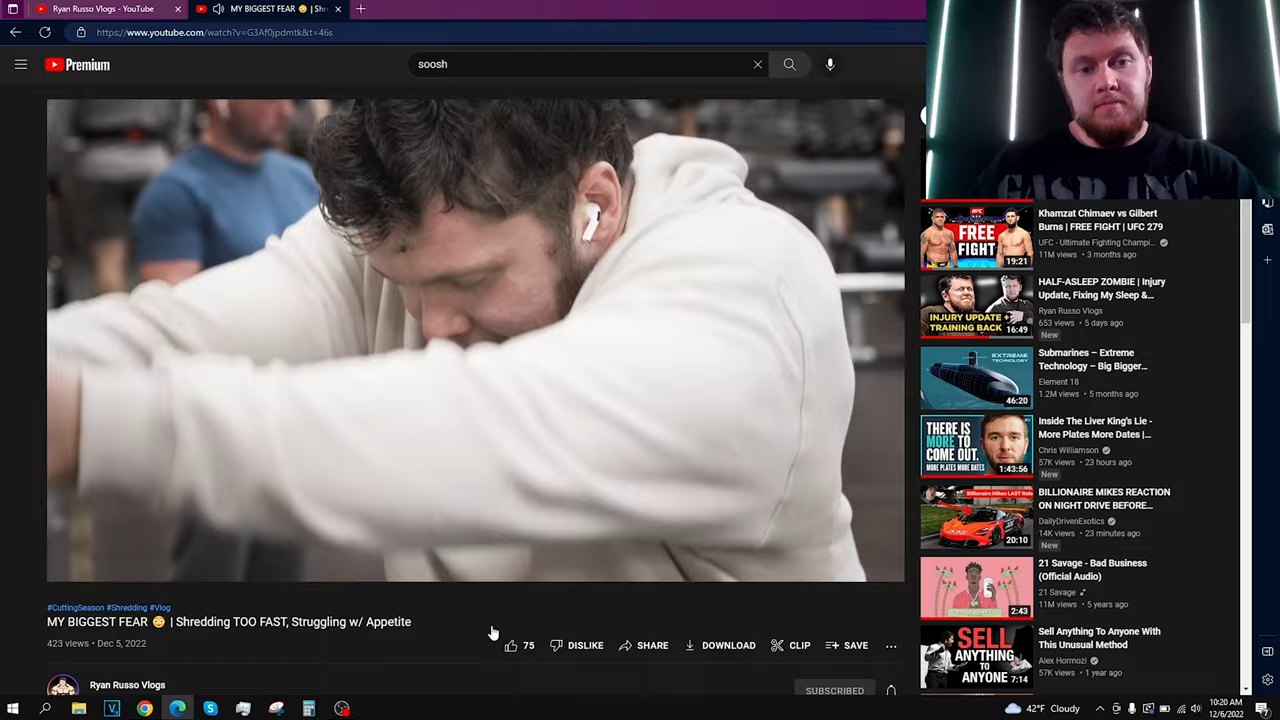 Ryan Russo Vlogs - YouTube
MY BIGGEST FEAR 😳 | Shr
https://www.youtube.com/watch?v=G3Af0jpdmtk&t=46s
Premium
soosh
GASP INC
FREE
FIGHT
19:21
Khamzat Chimaev vs Gilbert
Burns | FREE FIGHT | UFC 279
UFC - Ultimate Fighting Champi...
11M views • 3 months ago
INJURY UPDATE +
TRAINING BACK
16:49
HALF-ASLEEP ZOMBIE | Injury
Update, Fixing My Sleep &...
Ryan Russo Vlogs
653 views • 5 days ago
New
EXTREME
TECHNOLOGY
46:20
Submarines – Extreme
Technology – Big Bigger...
Element 18
1.2M views • 5 months ago
THERE IS
MORE TO
COME OUT.
MORE PLATES MORE DATES
1:43:56
Inside The Liver King's Lie -
More Plates More Dates |...
Chris Williamson
57K views • 23 hours ago
New
Billionaire Mikes LAST Ride
20:10
BILLIONAIRE MIKES REACTION
ON NIGHT DRIVE BEFORE...
DailyDrivenExotics
14K views • 23 minutes ago
New
2:43
21 Savage - Bad Business
(Official Audio)
21 Savage
11M views • 5 years ago
SELL
ANYTHING
TO
ANYONE
7:14
Sell Anything To Anyone With
This Unusual Method
Alex Hormozi
57K views • 1 year ago
#CuttingSeason #Shredding #Vlog
MY BIGGEST FEAR 😳 | Shredding TOO FAST, Struggling w/ Appetite
423 views • Dec 5, 2022
75
DISLIKE
SHARE
DOWNLOAD
CLIP
SAVE
Ryan Russo Vlogs
SUBSCRIBED
42°F Cloudy
10:20 AM
12/6/2022